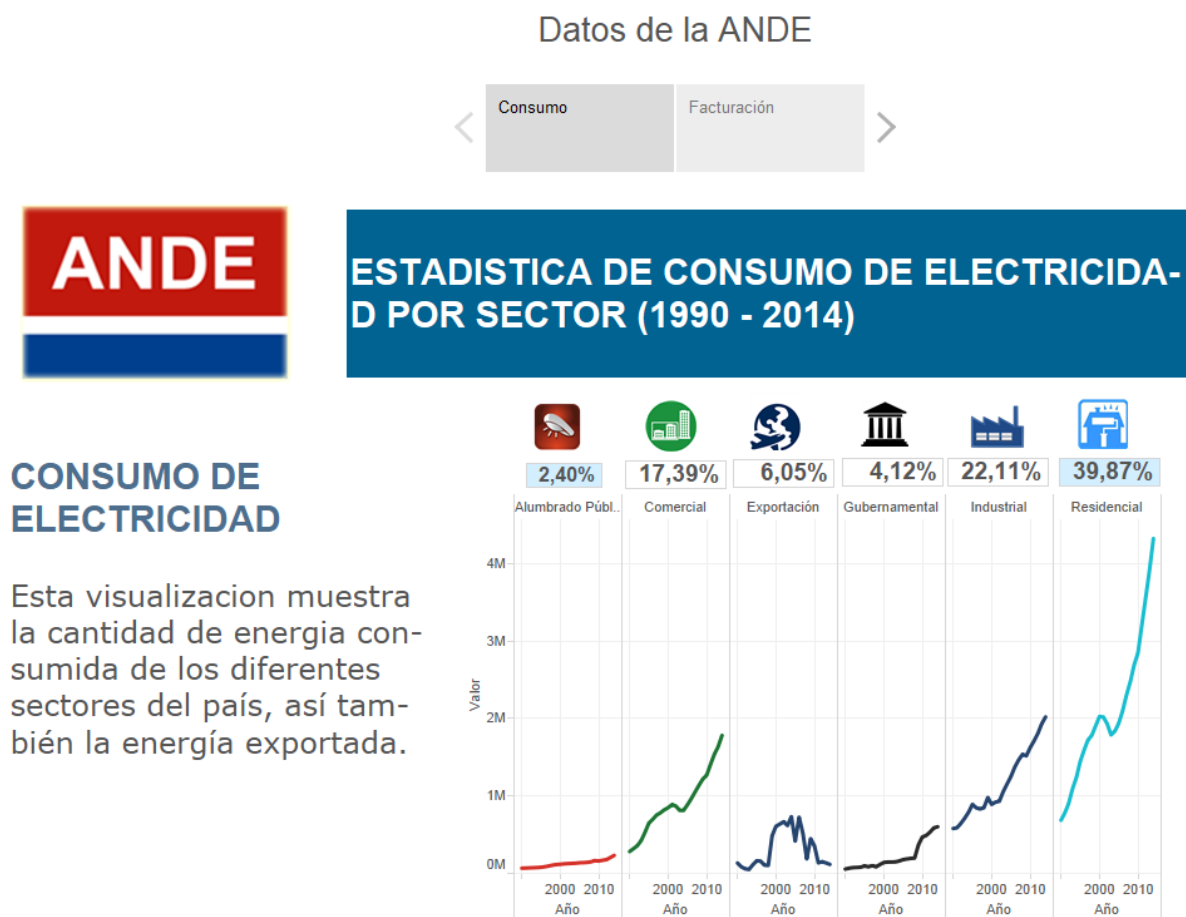 Datos de la ANDE
Consumo
Facturación
ANDE
ESTADISTICA DE CONSUMO DE ELECTRICIDA-
D POR SECTOR (1990 - 2014)
CONSUMO DE
ELECTRICIDAD
Esta visualizacion muestra
la cantidad de energia con-
sumida de los diferentes
sectores del país, así tam-
bién la energía exportada.
2,40% 17,39% 6,05% 4,12% 22,11% 39,87%
Alumbrado Públ.. Comercial Exportación Gubernamental Industrial Residencial
4M
3M
2M
1M
0M
Valor
2000 2010 2000 2010 2000 2010 2000 2010 2000 2010 2000 2010
Año Año Año Año Año Año